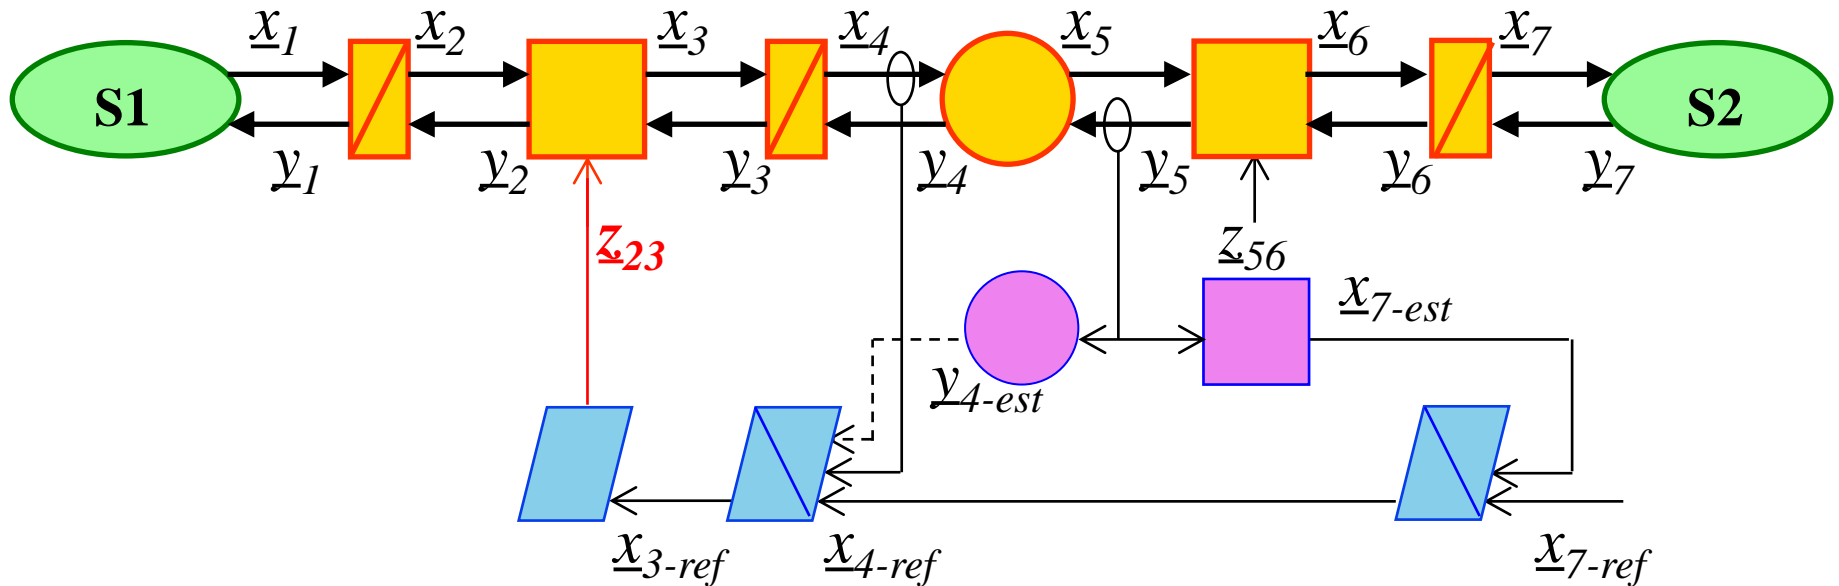 x1 x2 x3 x4 x5 x6 x7
S1 S2
y1 y2 y3 y4 y5 y6 y7
z23 z56
x7-est
y4-est
x3-ref x4-ref x7-ref